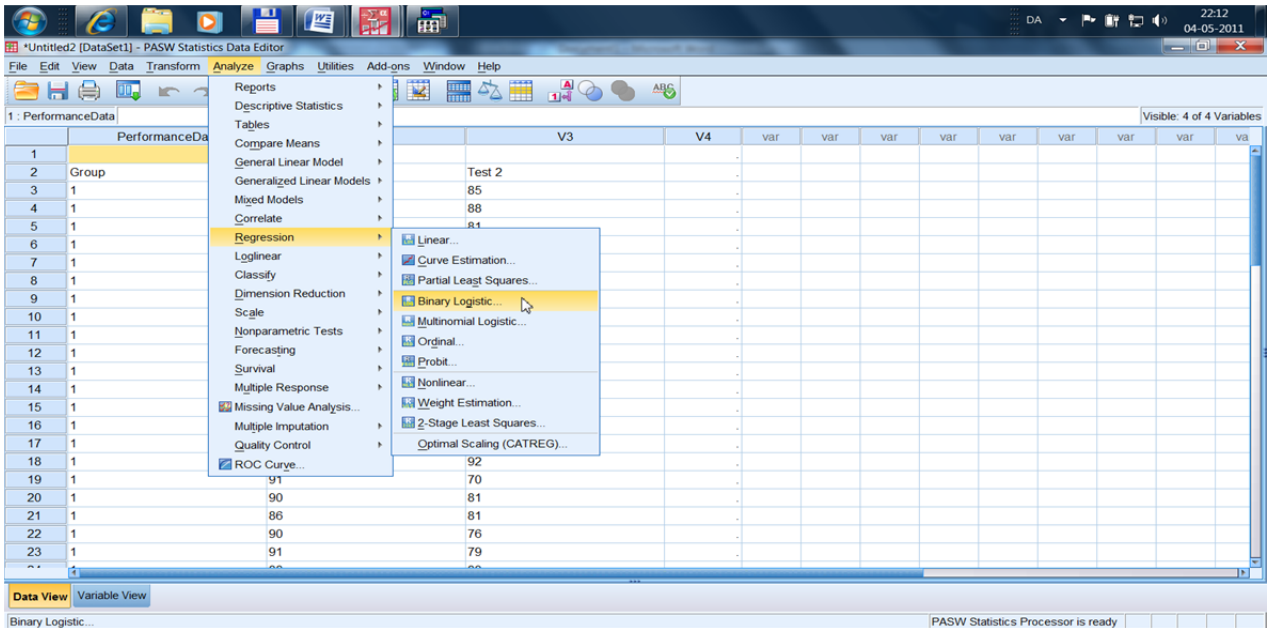 DA 22:12
04-05-2011
*Untitled2 [DataSet1] - PASW Statistics Data Editor
File Edit View Data Transform Analyze Graphs Utilities Add-ons Window Help
1 : PerformanceData Visible: 4 of 4 Variables
PerformanceDa V3 V4 var var var var var var var var va
Reports
Descriptive Statistics
Tables
Compare Means
General Linear Model
Generalized Linear Models
Mixed Models
Correlate
Regression
Loglinear
Classify
Dimension Reduction
Scale
Nonparametric Tests
Forecasting
Survival
Multiple Response
Missing Value Analysis...
Multiple Imputation
Quality Control
ROC Curve...
Linear...
Curve Estimation...
Partial Least Squares...
Binary Logistic...
Multinomial Logistic...
Ordinal...
Probit...
Nonlinear...
Weight Estimation...
2-Stage Least Squares...
Optimal Scaling (CATREG)...
1
2 Group Test 2
3 1 85
4 1 88
5 1 81
6 1
7 1
8 1
9 1
10 1
11 1
12 1
13 1
14 1
15 1
16 1
17 1
18 1 92
19 1 91 70
20 1 90 81
21 1 86 81
22 1 90 76
23 1 91 79
Data View Variable View
Binary Logistic... PASW Statistics Processor is ready